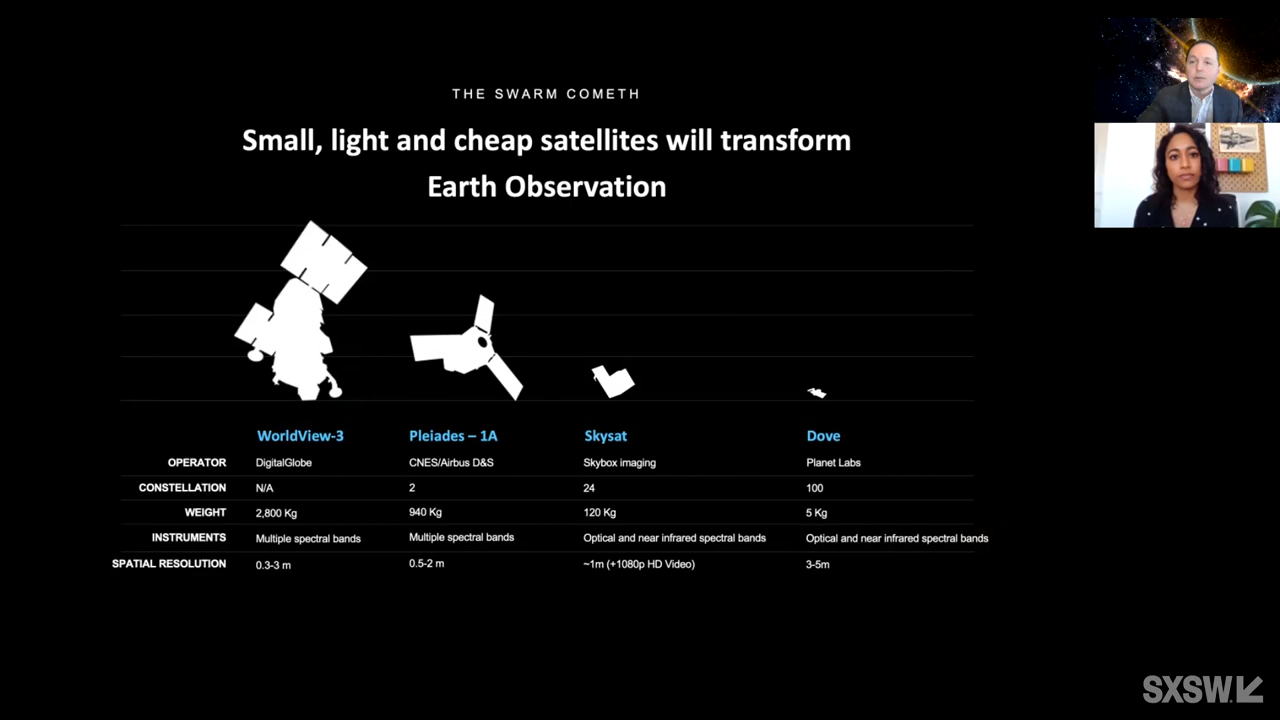 THE SWARM COMETH
Small, light and cheap satellites will transform
Earth Observation
WorldView-3 Pleiades – 1A Skysat Dove
OPERATOR DigitalGlobe CNES/Airbus D&S Skybox imaging Planet Labs
CONSTELLATION N/A 2 24 100
WEIGHT 2,800 Kg 940 Kg 120 Kg 5 Kg
INSTRUMENTS Multiple spectral bands Multiple spectral bands Optical and near infrared spectral bands Optical and near infrared spectral bands
SPATIAL RESOLUTION 0.3-3 m 0.5-2 m ~1m (+1080p HD Video) 3-5m
SXSW.